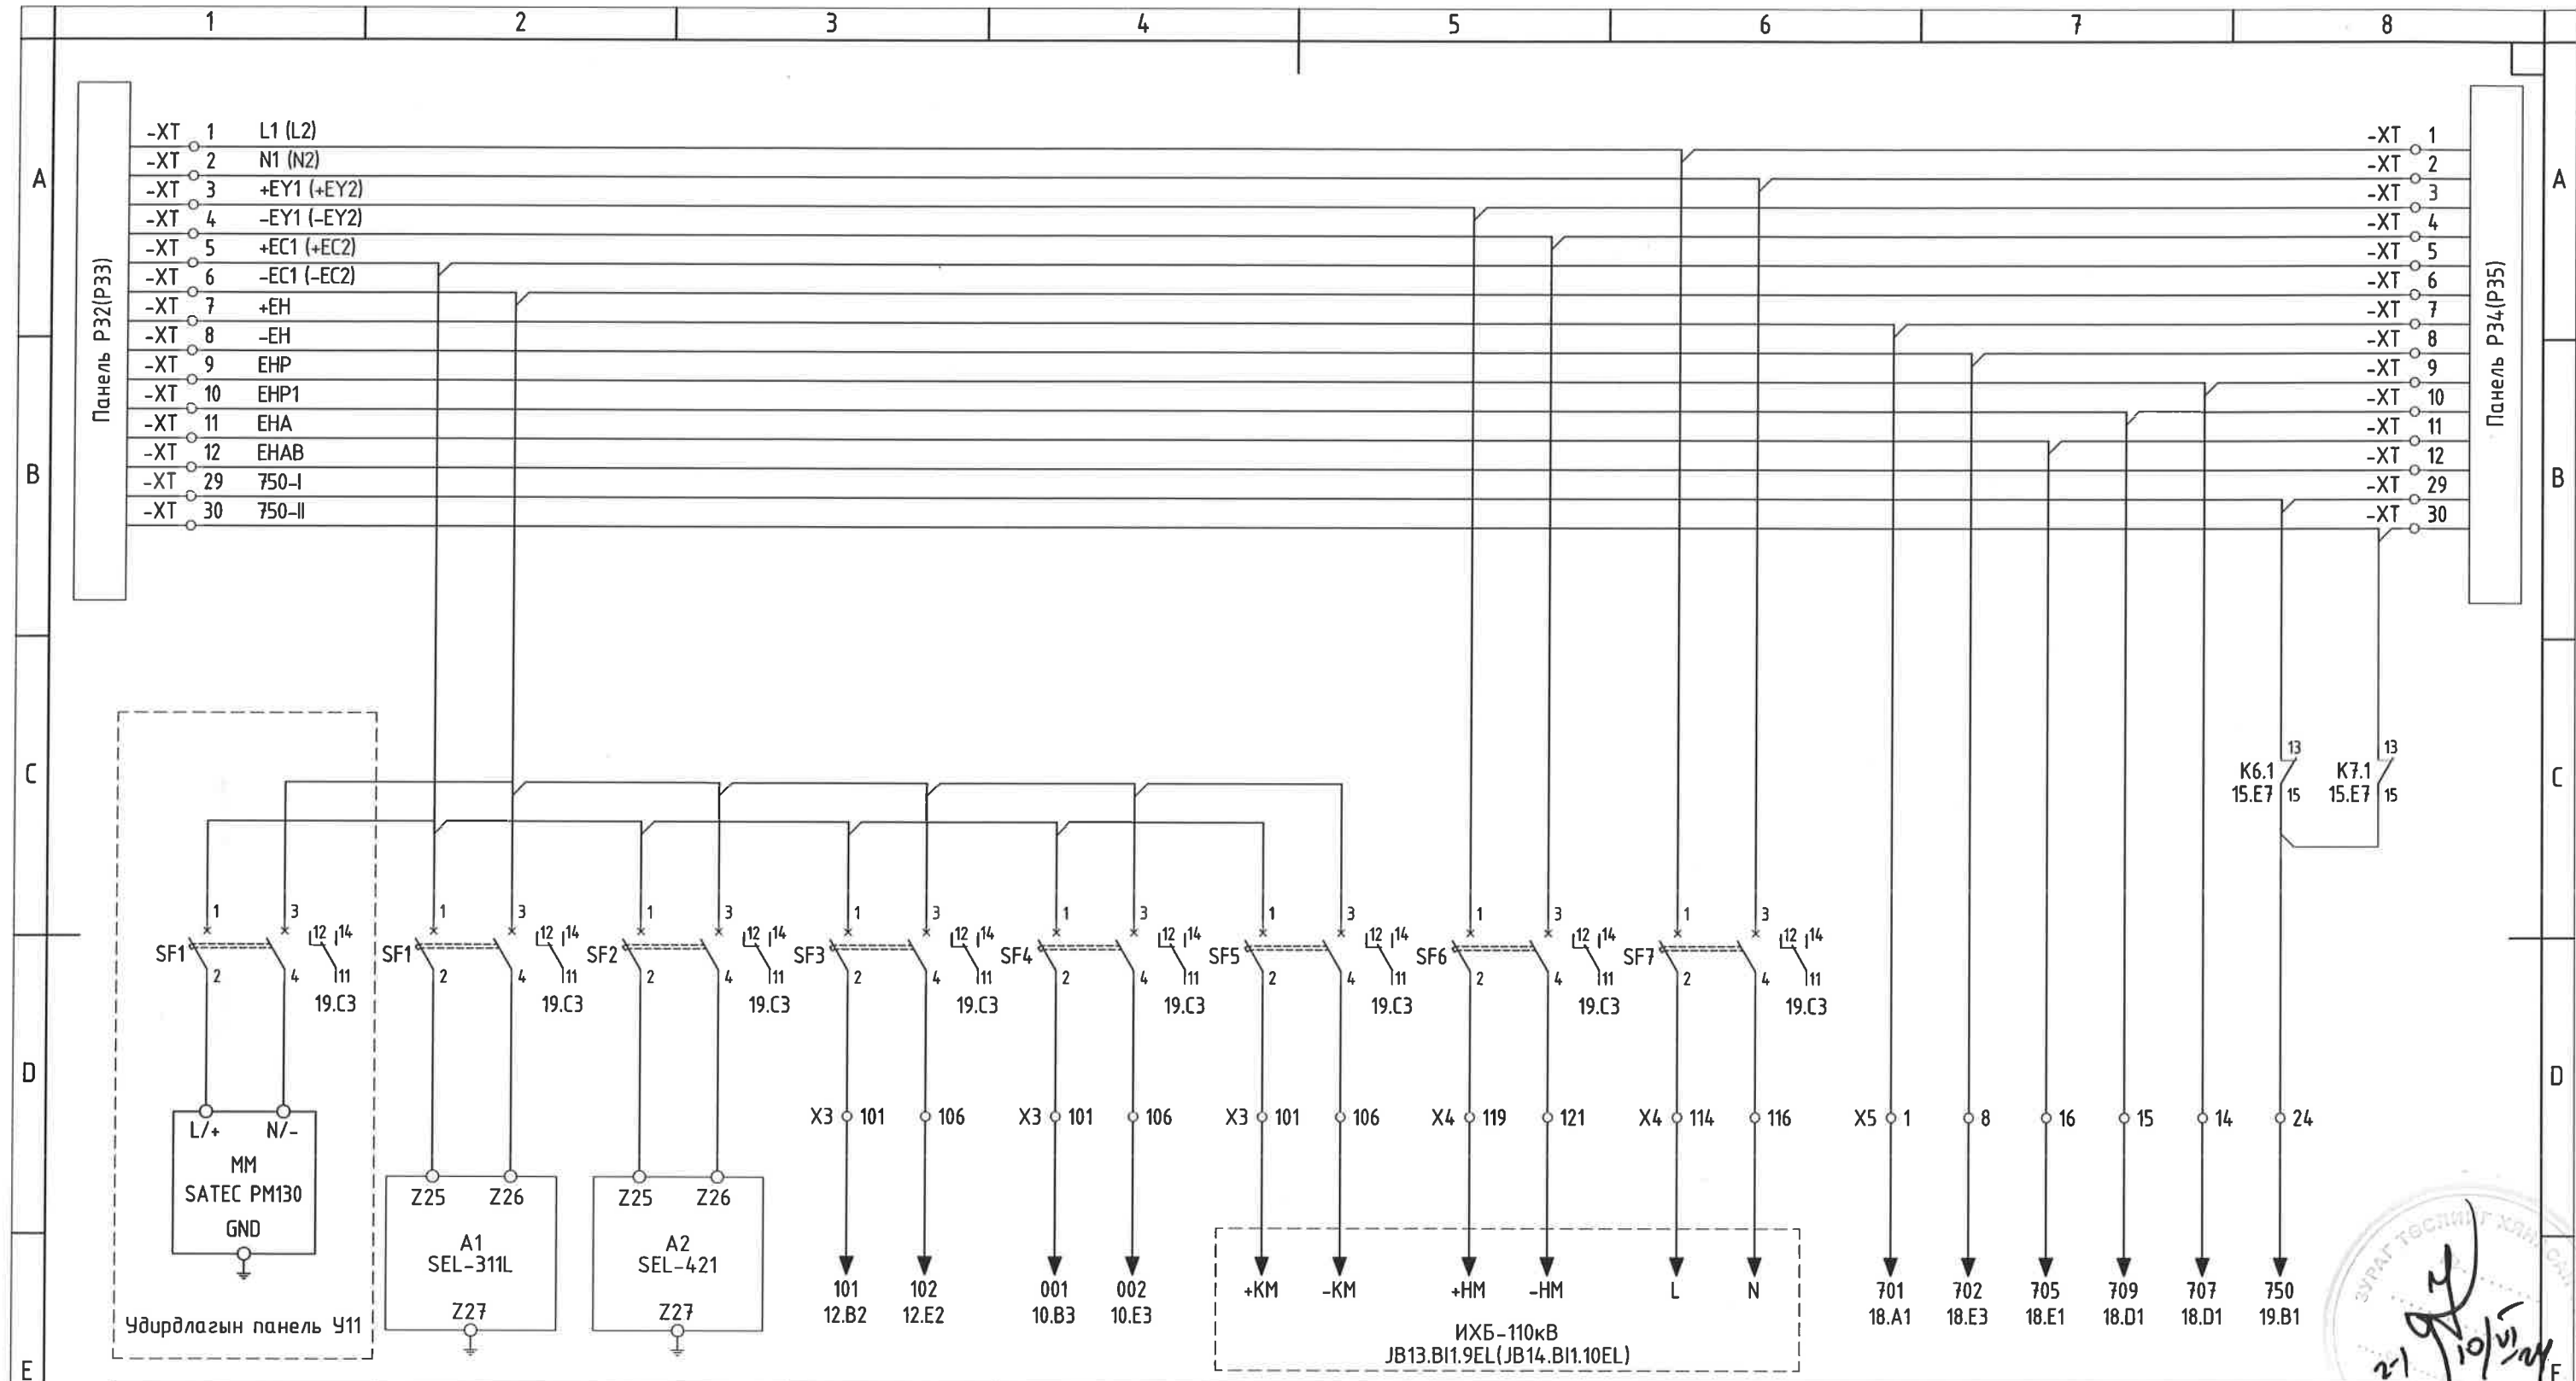 1 2 3 4 5 6 7 8
A A
B B
C C
D D
E E
Панель P32(P33)
-XT 1 L1 (L2)
-XT 2 N1 (N2)
-XT 3 +EY1 (+EY2)
-XT 4 -EY1 (-EY2)
-XT 5 +EC1 (+EC2)
-XT 6 -EC1 (-EC2)
-XT 7 +EH
-XT 8 -EH
-XT 9 EHP
-XT 10 EHP1
-XT 11 EHA
-XT 12 EHAB
-XT 29 750-I
-XT 30 750-II
-XT 1
-XT 2
-XT 3
-XT 4
-XT 5
-XT 6
-XT 7
-XT 8
-XT 9
-XT 10
-XT 11
-XT 12
-XT 29
-XT 30
Панель P34(P35)
13 13
K6.1 K7.1
15.E7 15 15.E7 15
1 3 1 3 1 3 1 3 1 3 1 3 1 3 1 3
12 14 12 14 12 14 12 14 12 14 12 14 12 14 12 14
SF1 SF1 SF2 SF3 SF4 SF5 SF6 SF7
2 4 11 2 4 11 2 4 11 2 4 11 2 4 11 2 4 11 2 4 11 2 4 11
19.C3 19.C3 19.C3 19.C3 19.C3 19.C3 19.C3 19.C3
X3 101 106 X3 101 106 X3 101 106 X4 119 121 X4 114 116 X5 1 8 16 15 14 24
L/+ N/-
MM
SATEC PM130
GND
Удирдлагын панель У11
Z25 Z26
A1
SEL-311L
Z27
Z25 Z26
A2
SEL-421
Z27
101 102 001 002
12.B2 12.E2 10.B3 10.E3
+KM -KM +HM -HM L N
ИХБ-110кВ
JB13.BI1.9EL(JB14.BI1.10EL)
701 702 705 709 707 750
18.A1 18.E3 18.E1 18.D1 18.D1 19.B1